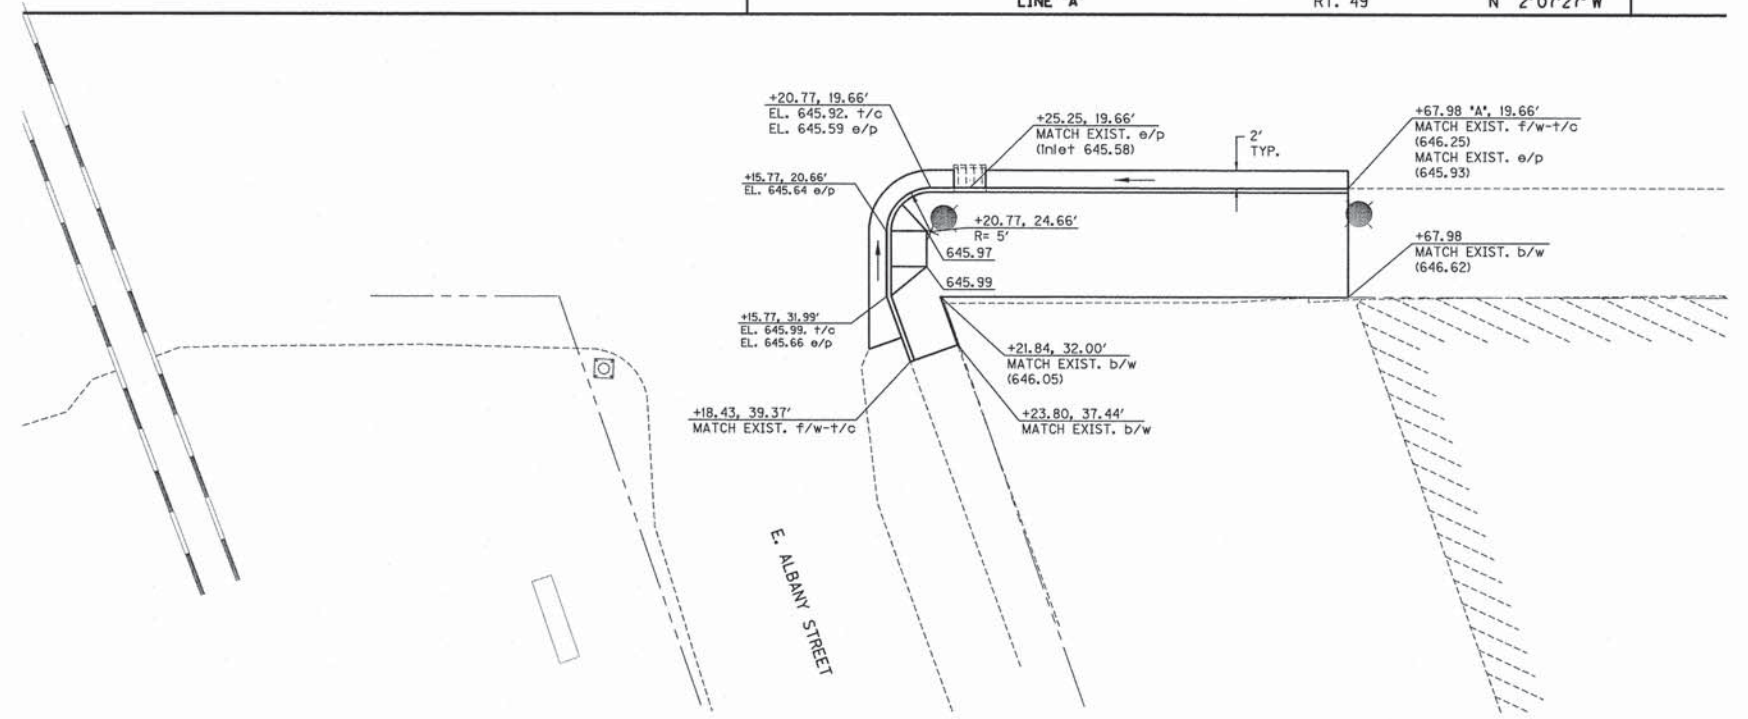 LINE "A" RT. 49 N 2°01'27" W
+20.77, 19.66'
EL. 645.92. t/c
EL. 645.59 e/p
+25.25, 19.66'
MATCH EXIST. e/p
(Inlet 645.58)
2'
TYP.
+67.98 "A", 19.66'
MATCH EXIST. f/w-t/c
(646.25)
MATCH EXIST. e/p
(645.93)
+15.77, 20.66'
EL. 645.64 e/p
+20.77, 24.66'
R= 5'
645.97
645.99
+67.98
MATCH EXIST. b/w
(646.62)
+15.77, 31.99'
EL. 645.99. t/c
EL. 645.66 e/p
+21.84, 32.00'
MATCH EXIST. b/w
(646.05)
+18.43, 39.37'
MATCH EXIST. f/w-t/c
+23.80, 37.44'
MATCH EXIST. b/w
E. ALBANY STREET